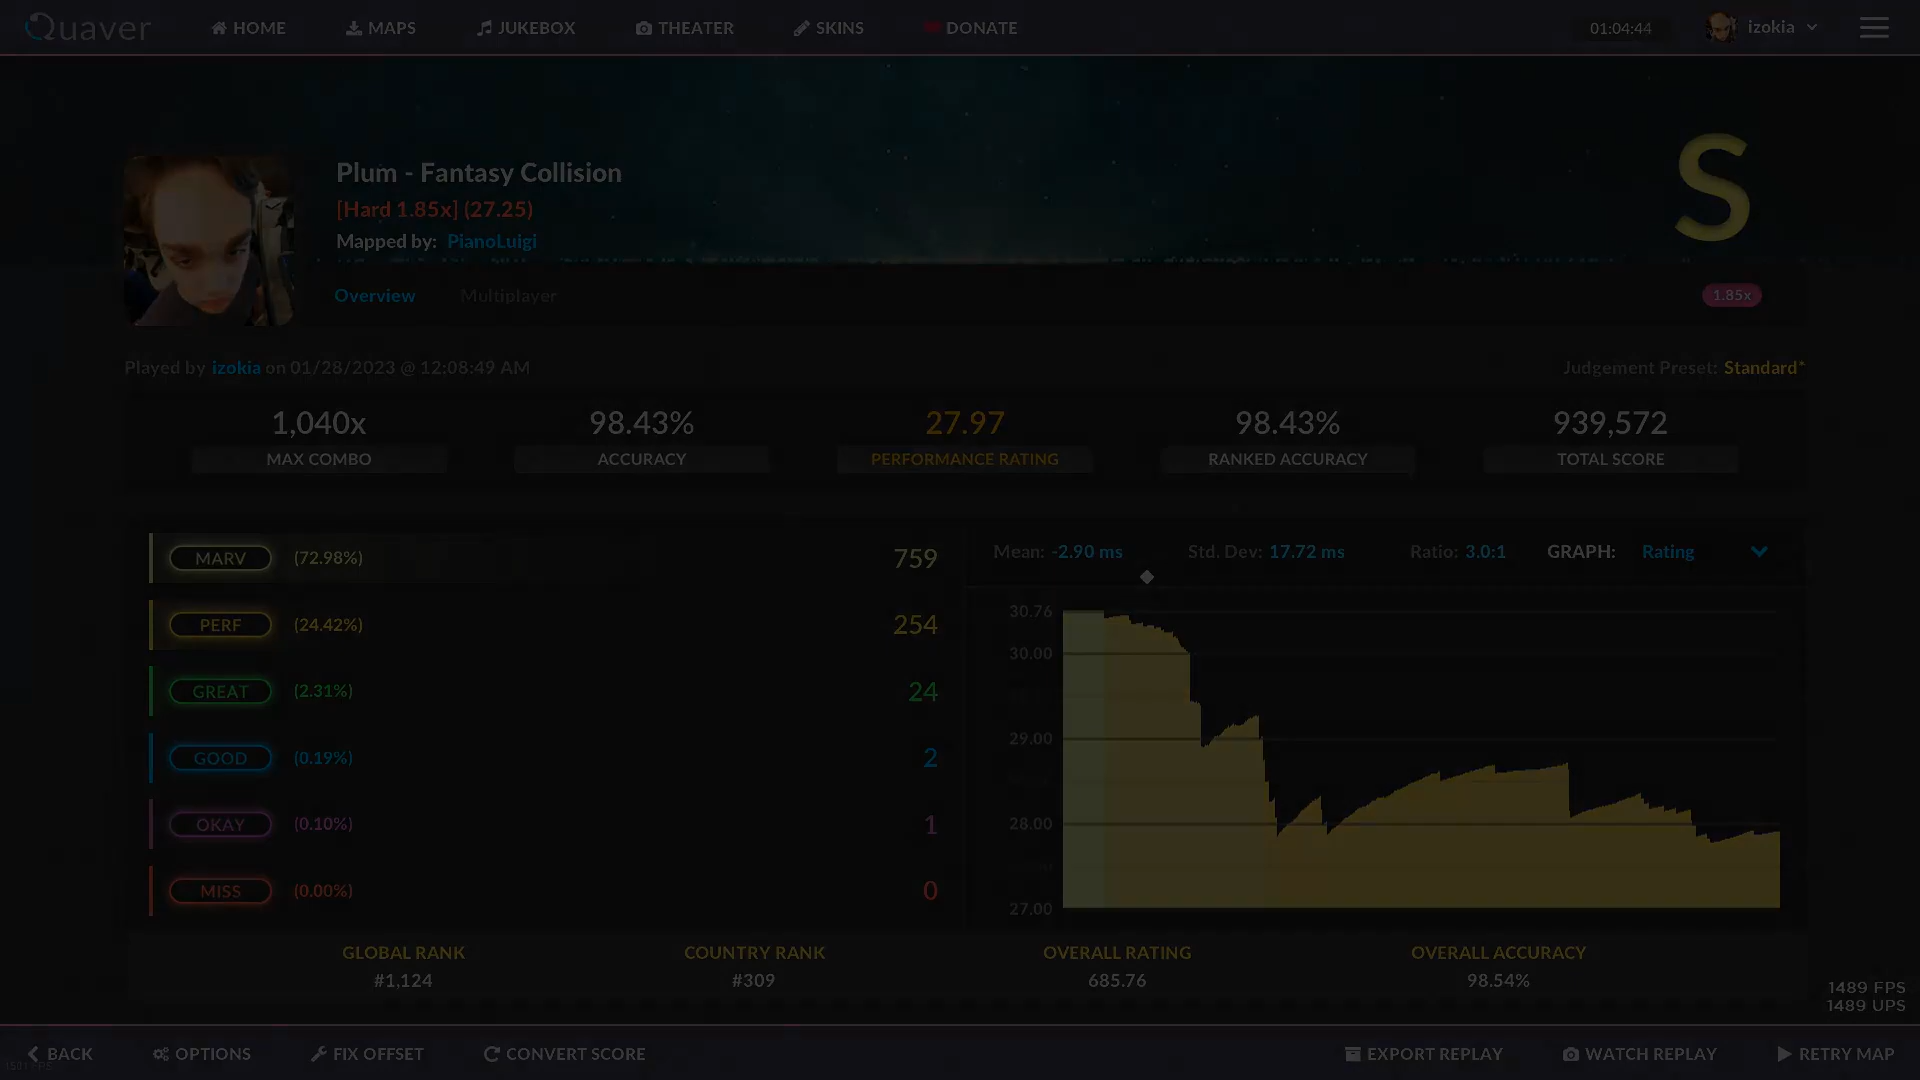 Quaver
HOME
MAPS
JUKEBOX
THEATER
SKINS
DONATE
01:04:44
izokia
Plum - Fantasy Collision
[Hard 1.85x] (27.25)
Mapped by: PianoLuigi
S
Overview
Multiplayer
1.85x
Played by izokia on 01/28/2023 @ 12:08:49 AM
Judgement Preset: Standard*
1,040x
98.43%
27.97
98.43%
939,572
MAX COMBO
ACCURACY
PERFORMANCE RATING
RANKED ACCURACY
TOTAL SCORE
MARV (72.98%) 759
PERF (24.42%) 254
GREAT (2.31%) 24
GOOD (0.19%) 2
OKAY (0.10%) 1
MISS (0.00%) 0
Mean: -2.90 ms
Std. Dev: 17.72 ms
Ratio: 3.0:1
GRAPH: Rating
30.76
30.00
29.00
28.00
27.00
GLOBAL RANK
COUNTRY RANK
OVERALL RATING
OVERALL ACCURACY
#1,124
#309
685.76
98.54%
1489 FPS
1489 UPS
BACK
OPTIONS
FIX OFFSET
CONVERT SCORE
EXPORT REPLAY
WATCH REPLAY
RETRY MAP